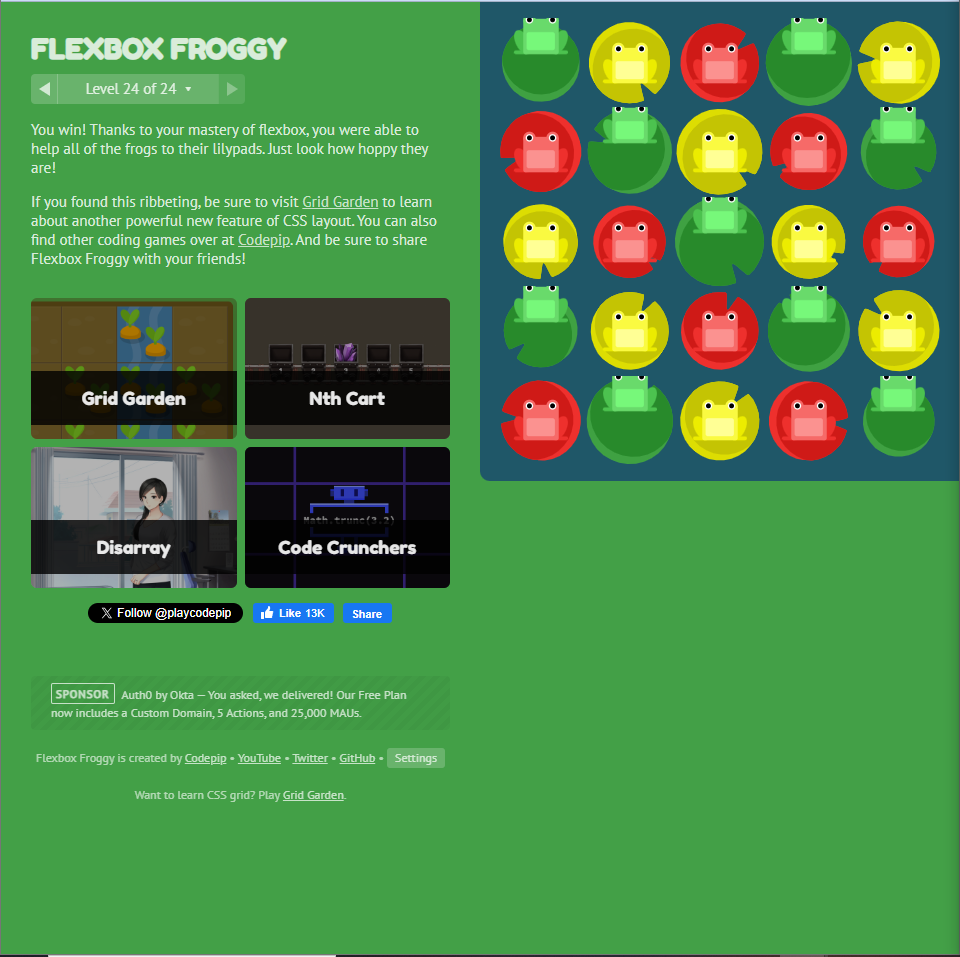 FLEXBOX FROGGY
Level 24 of 24
You win! Thanks to your mastery of flexbox, you were able to
help all of the frogs to their lilypads. Just look how hoppy they
are!
If you found this ribbeting, be sure to visit Grid Garden to learn
about another powerful new feature of CSS layout. You can also
find other coding games over at Codepip. And be sure to share
Flexbox Froggy with your friends!
Grid Garden
Nth Cart
Math.trunc(3.2)
Disarray
Code Crunchers
X Follow @playcodepip
Like 13K
Share
SPONSOR Auth0 by Okta — You asked, we delivered! Our Free Plan
now includes a Custom Domain, 5 Actions, and 25,000 MAUs.
Flexbox Froggy is created by Codepip • YouTube • Twitter • GitHub • Settings
Want to learn CSS grid? Play Grid Garden.